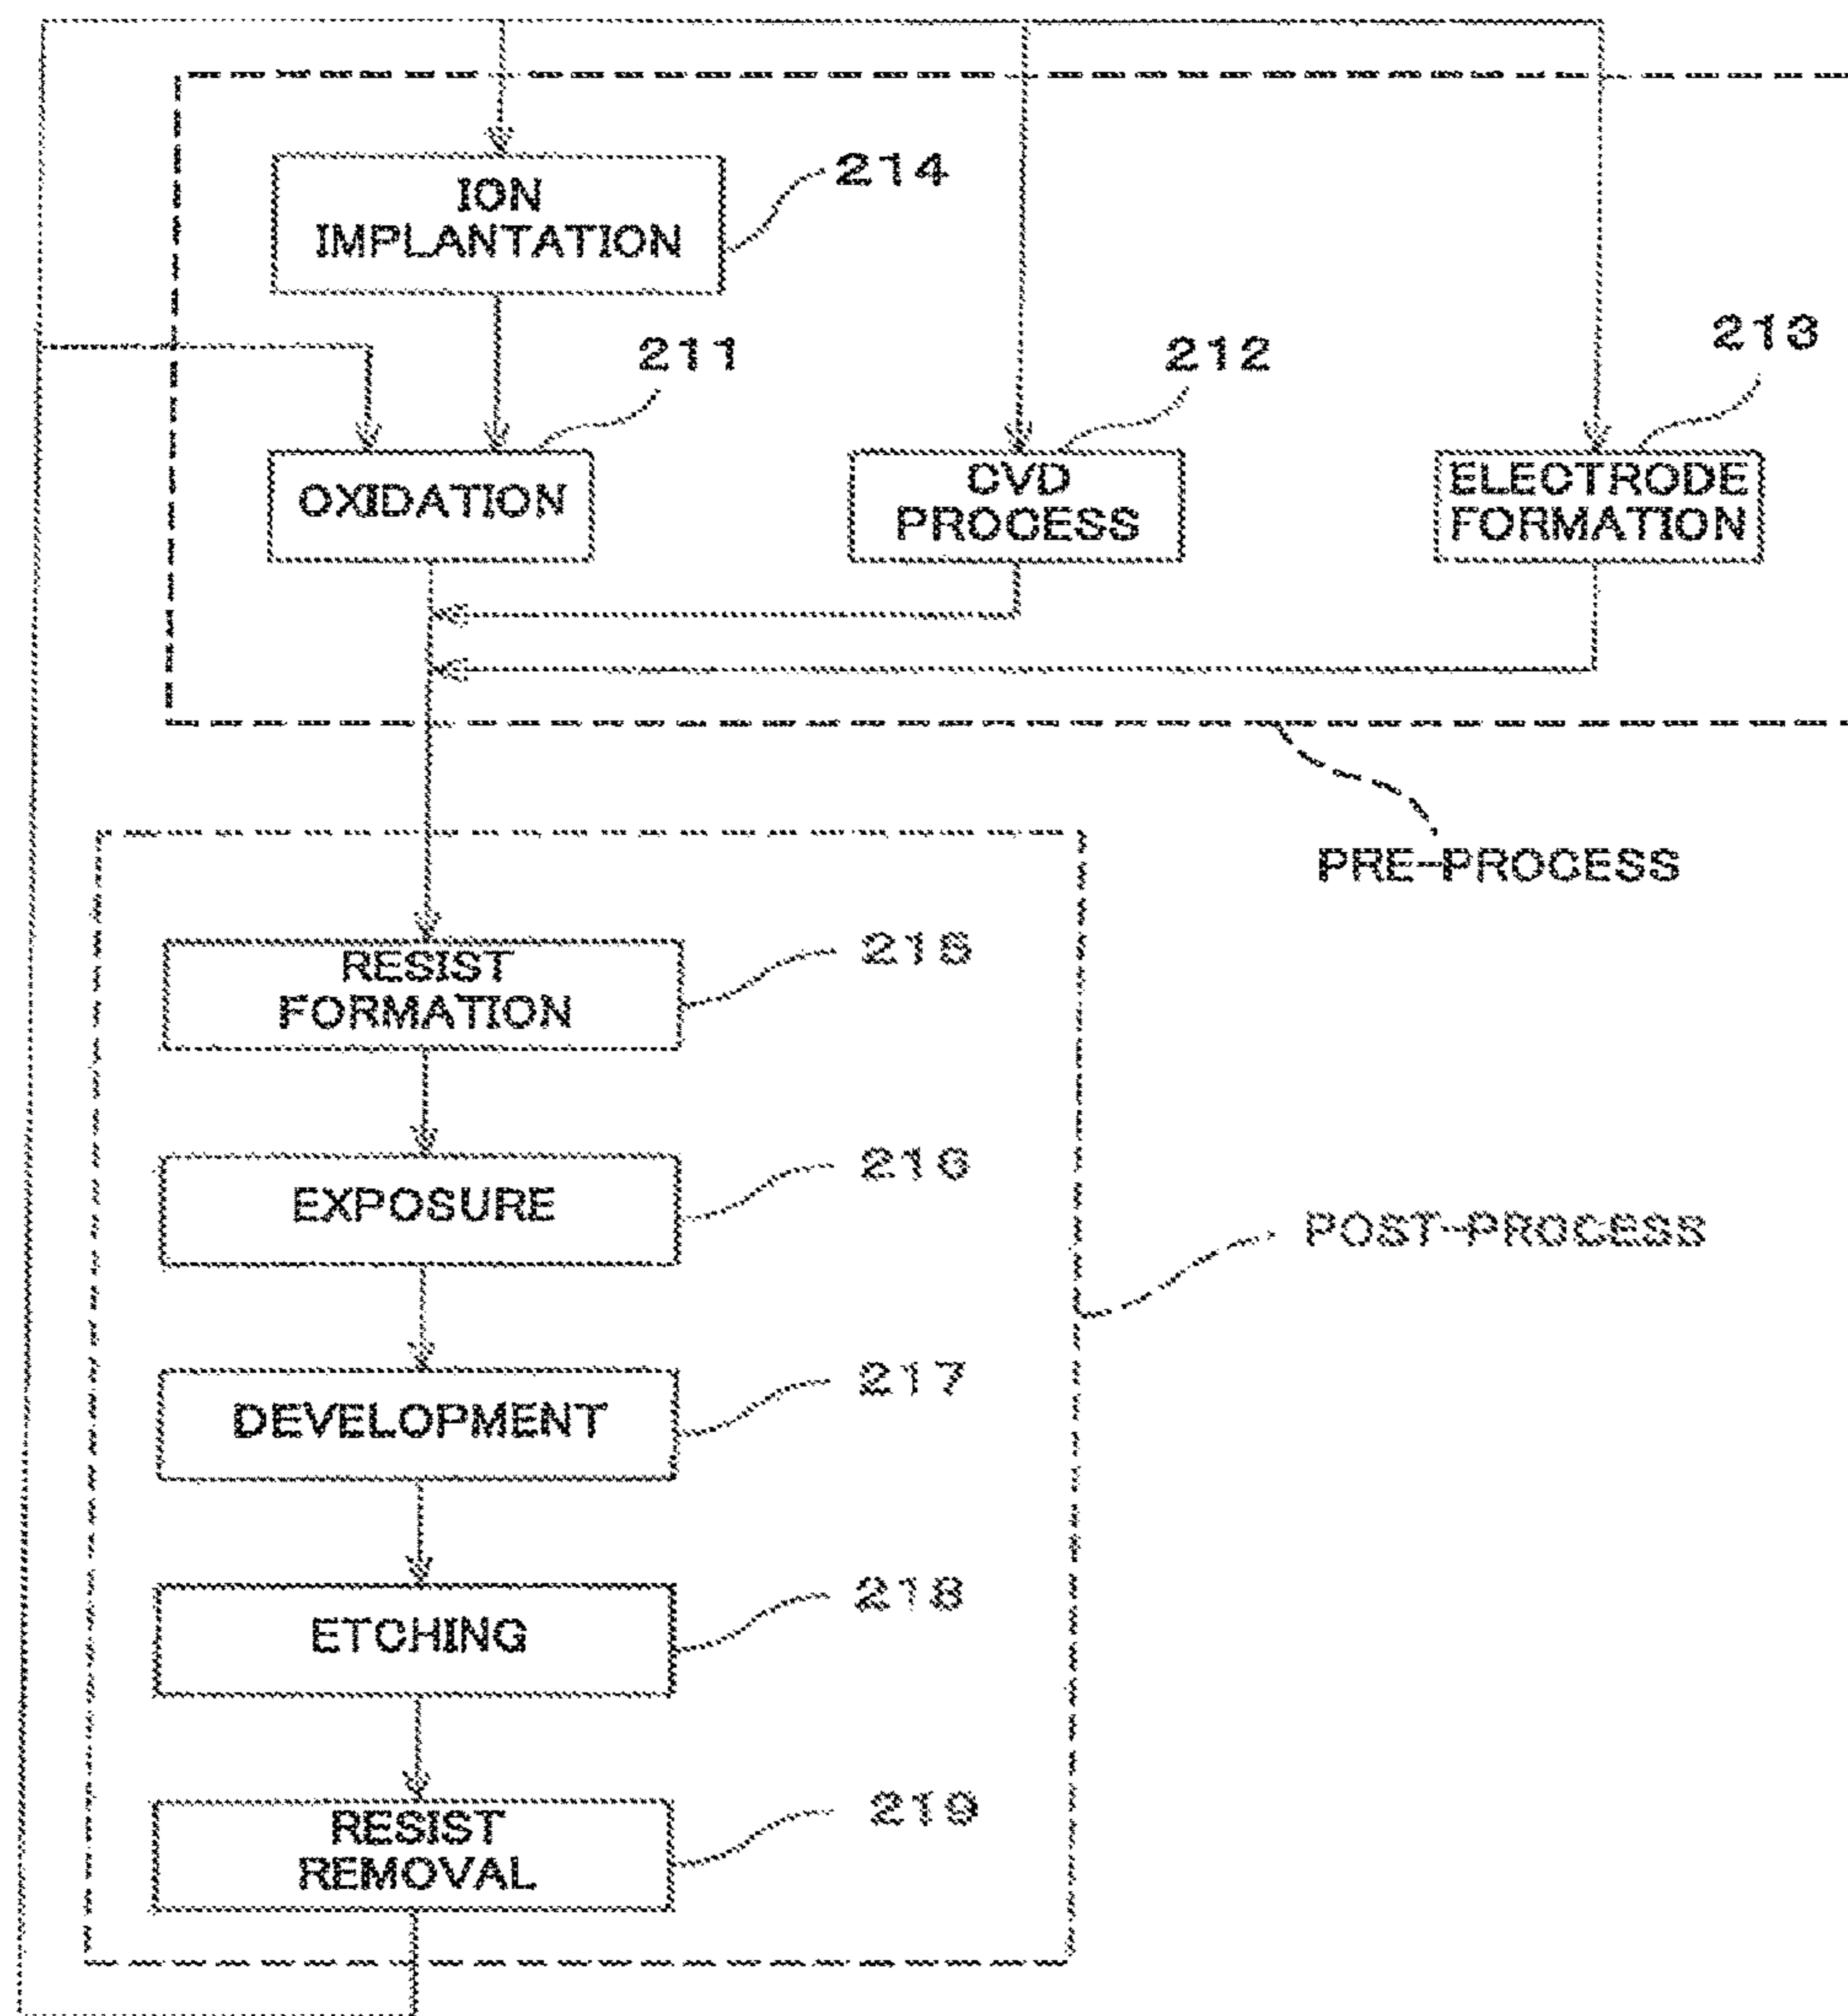 ION
IMPLANTATION
214
211
212
213
OXIDATION
CVD
PROCESS
ELECTRODE
FORMATION
PRE-PROCESS
RESIST
FORMATION
215
EXPOSURE
216
POST-PROCESS
DEVELOPMENT
217
ETCHING
218
RESIST
REMOVAL
219